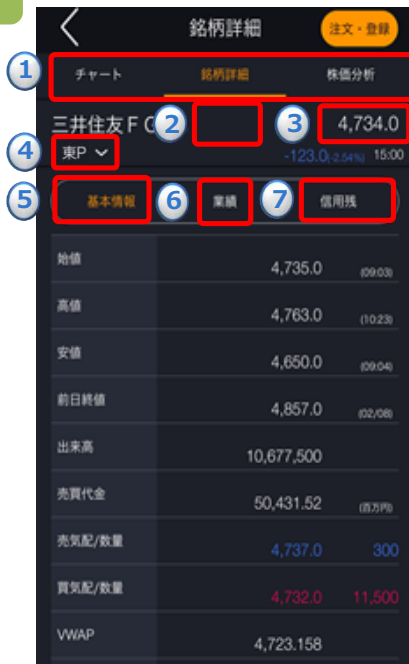 銘柄詳細
注文・登録
1
チャート 銘柄詳細 株価分析
三井住友ＦＧ 2 3 4,734.0
4 東P -123.0(-2.54%) 15:00
5 基本情報 6 業績 7 信用残
始値 4,735.0 (09:03)
高値 4,763.0 (10:23)
安値 4,650.0 (09:04)
前日終値 4,857.0 (02/08)
出来高 10,677,500
売買代金 50,431.52 (百万円)
売気配/数量 4,737.0 300
買気配/数量 4,732.0 11,500
VWAP 4,723.158